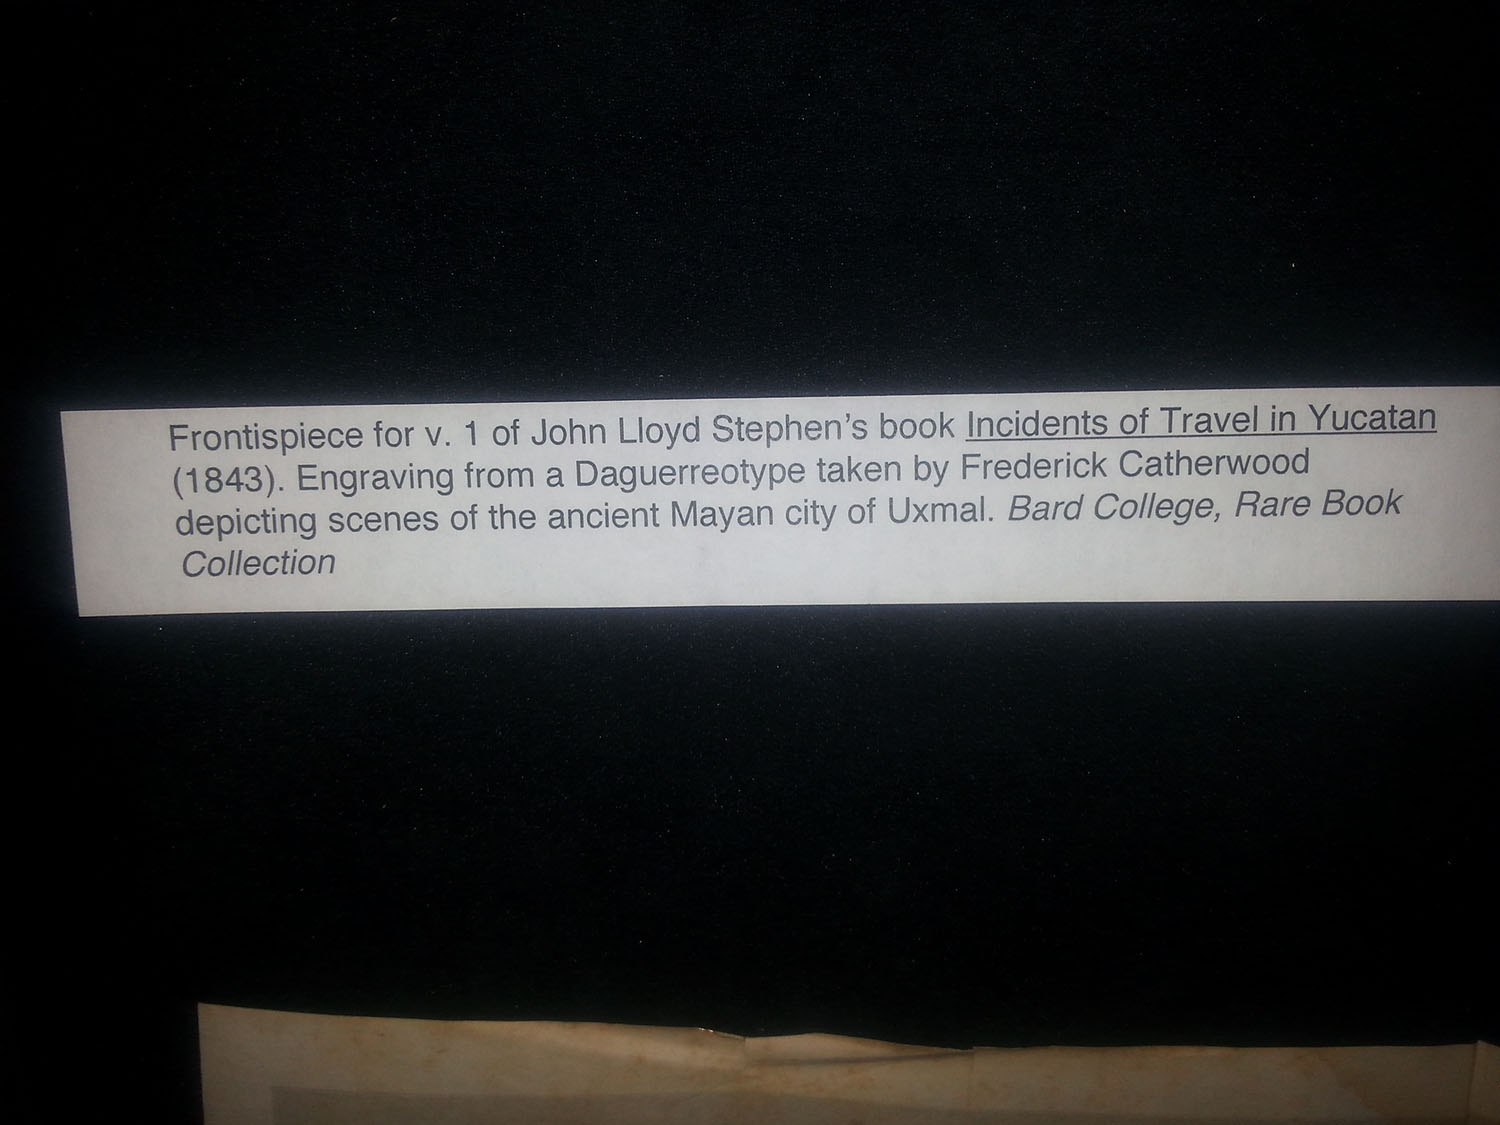 Frontispiece for v. 1 of John Lloyd Stephen's book Incidents of Travel in Yucatan
(1843). Engraving from a Daguerreotype taken by Frederick Catherwood
depicting scenes of the ancient Mayan city of Uxmal. Bard College, Rare Book
Collection